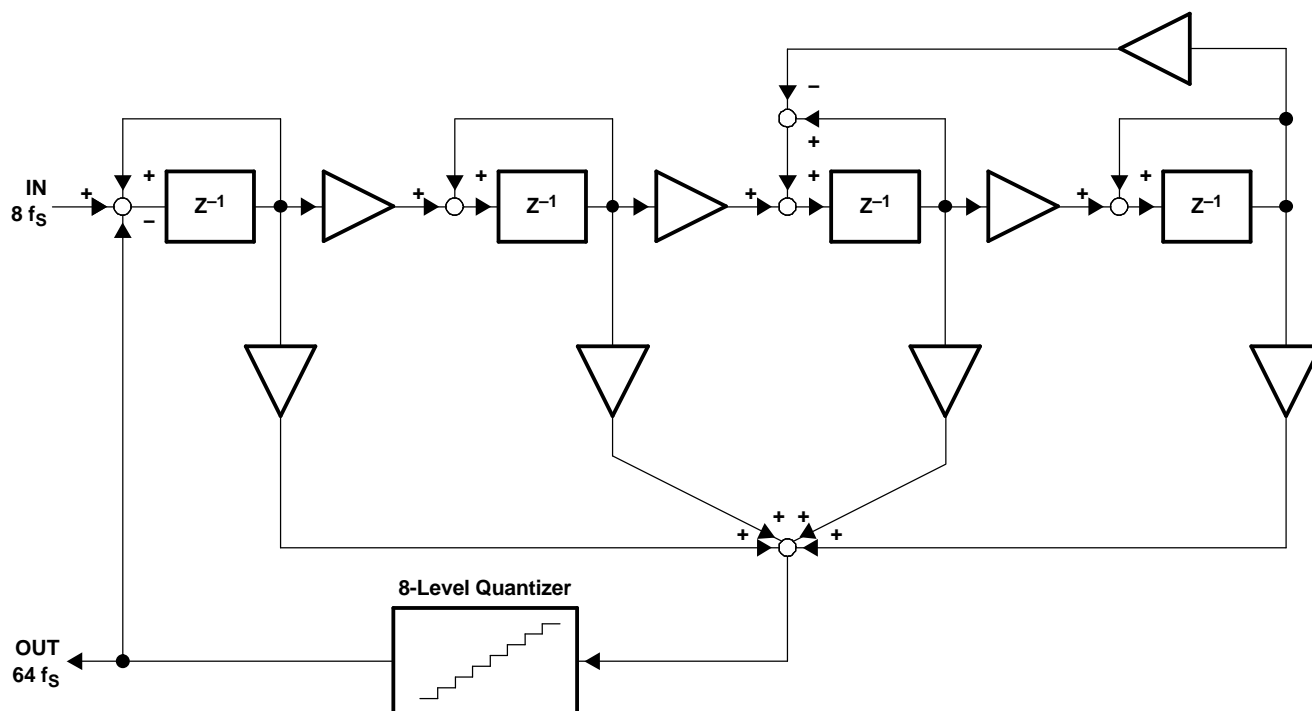 –
+
+
+
IN
8 fS
+
–
Z–1
+
+
Z–1
+
+
Z–1
+
+
Z–1
+
+
+
+
8-Level Quantizer
OUT
64 fS